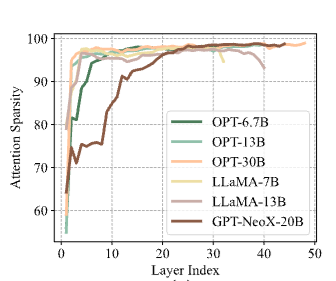 100
90
80
70
60
Attention Sparsity
OPT-6.7B
OPT-13B
OPT-30B
LLaMA-7B
LLaMA-13B
GPT-NeoX-20B
0 10 20 30 40 50
Layer Index